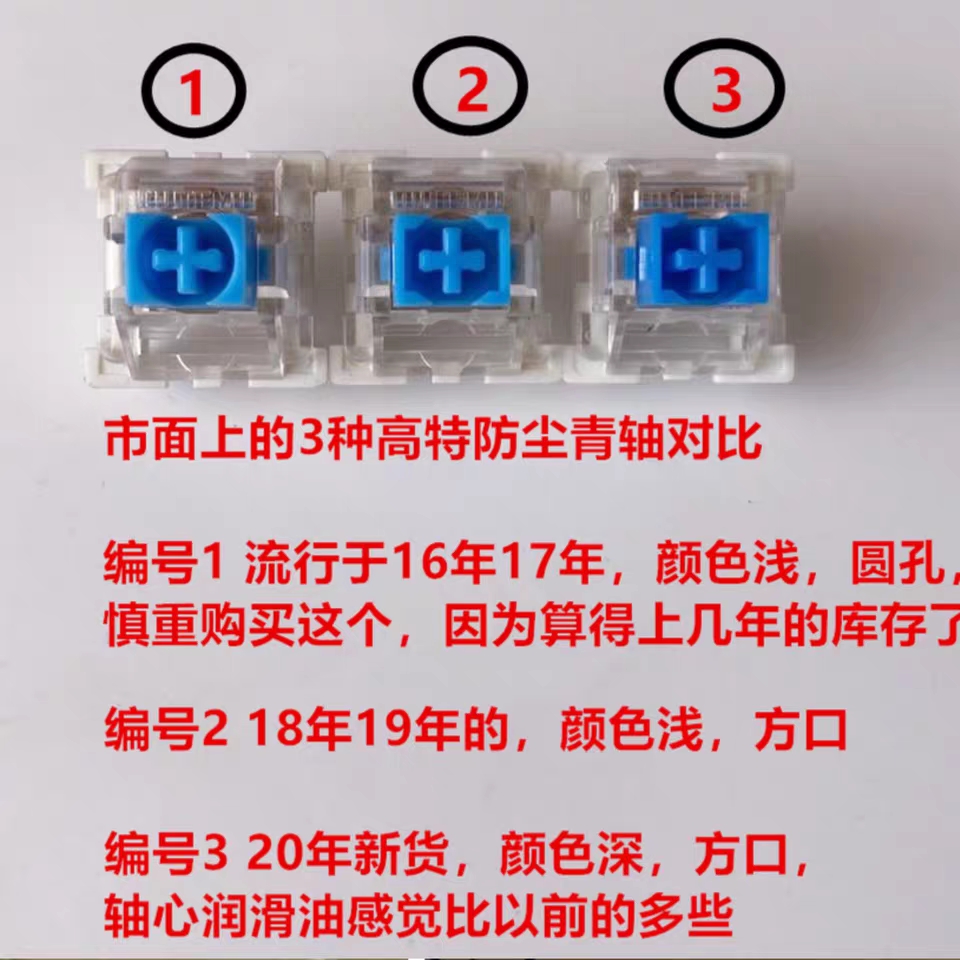 1 2 3
市面上的3种高特防尘青轴对比
编号1 流行于16年17年，颜色浅，圆孔，
慎重购买这个，因为算得上几年的库存了
编号2 18年19年的，颜色浅，方口
编号3 20年新货，颜色深，方口，
轴心润滑油感觉比以前的多些